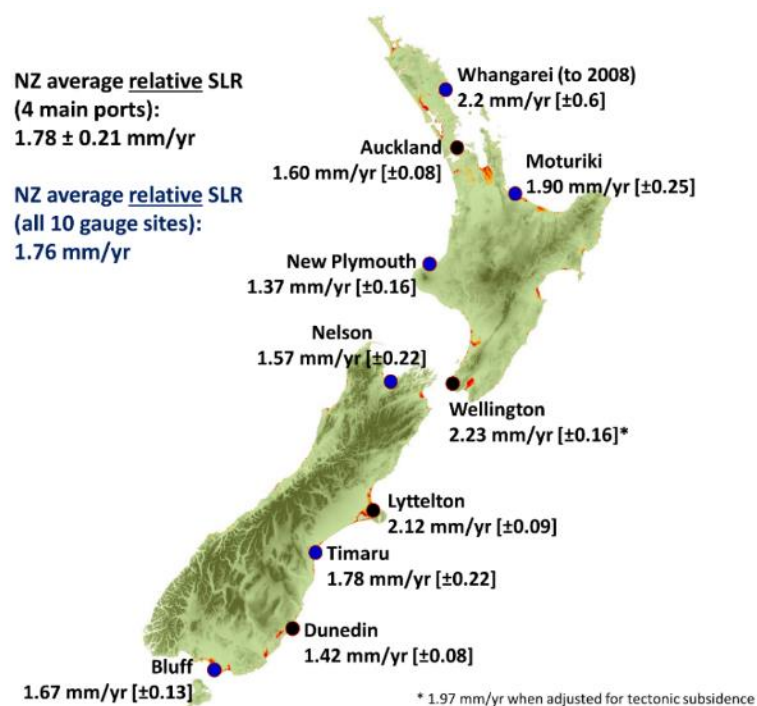 NZ average relative SLR
(4 main ports):
1.78 ± 0.21 mm/yr
NZ average relative SLR
(all 10 gauge sites):
1.76 mm/yr
Whangarei (to 2008)
2.2 mm/yr [±0.6]
Auckland
1.60 mm/yr [±0.08]
Moturiki
1.90 mm/yr [±0.25]
New Plymouth
1.37 mm/yr [±0.16]
Nelson
1.57 mm/yr [±0.22]
Wellington
2.23 mm/yr [±0.16]*
Lyttelton
2.12 mm/yr [±0.09]
Timaru
1.78 mm/yr [±0.22]
Dunedin
1.42 mm/yr [±0.08]
Bluff
1.67 mm/yr [±0.13]
* 1.97 mm/yr when adjusted for tectonic subsidence